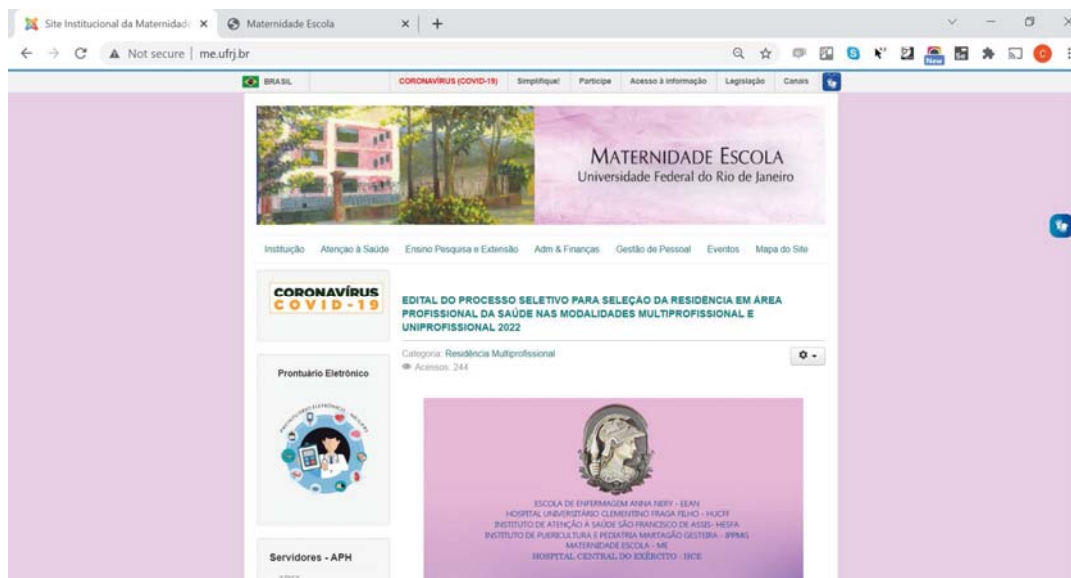 Site Institucional da Maternidad
Maternidade Escola
Not secure | me.ufrj.br
New
BRASIL
CORONAVÍRUS (COVID-19)
Simplifique!
Participe
Acesso à informação
Legislação
Canais
MATERNIDADE ESCOLA
Universidade Federal do Rio de Janeiro
Instituição
Atençao à Saúde
Ensino Pesquisa e Extensão
Adm & Finanças
Gestão de Pessoal
Eventos
Mapa do Site
CORONAVÍRUS
COVID-19
EDITAL DO PROCESSO SELETIVO PARA SELEÇAO DA RESIDÊNCIA EM ÁREA
PROFISSIONAL DA SAÚDE NAS MODALIDADES MULTIPROFISSIONAL E
UNIPROFISSIONAL 2022
Categoria: Residência Multiprofissional
Acessos: 244
Prontuário Eletrônico
ESCOLA DE ENFERMAGEM ANNA NERY - EEAN
HOSPITAL UNIVERSITÁRIO CLEMENTINO FRAGA FILHO - HUCFF
INSTITUTO DE ATENÇÃO À SAÚDE SÃO FRANCISCO DE ASSIS- HESFA
INSTITUTO DE PUERICULTURA E PEDIATRIA MARTAGÃO GESTEIRA - IPPMG
MATERNIDADE ESCOLA - ME
HOSPITAL CENTRAL DO EXÉRCITO - HCE
Servidores - APH